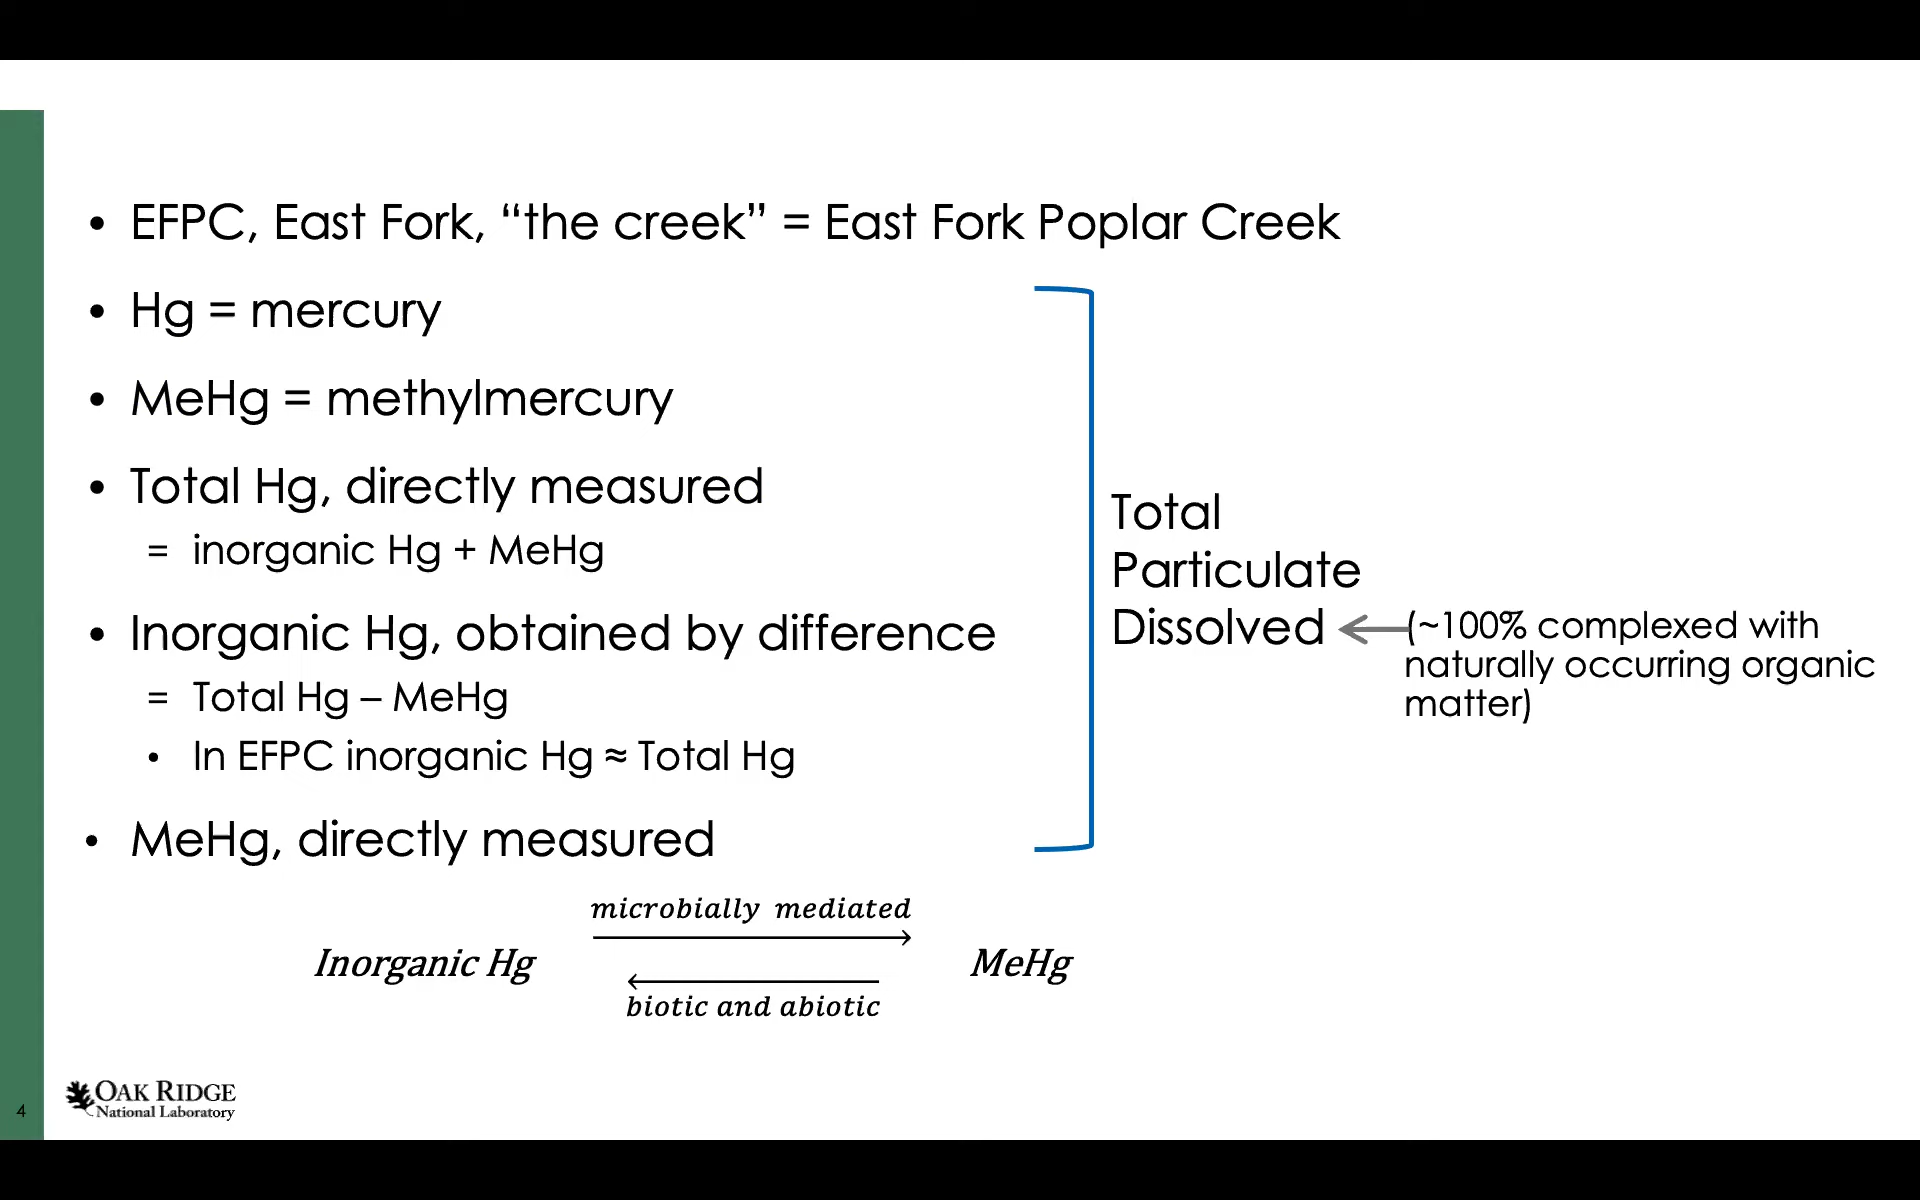 • EFPC, East Fork, “the creek” = East Fork Poplar Creek
• Hg = mercury
• MeHg = methylmercury
• Total Hg, directly measured
= inorganic Hg + MeHg
• Inorganic Hg, obtained by difference
= Total Hg – MeHg
• In EFPC inorganic Hg ≈ Total Hg
• MeHg, directly measured
Total
Particulate
Dissolved
(~100% complexed with
naturally occurring organic
matter)
microbially mediated
Inorganic Hg
MeHg
biotic and abiotic
OAK RIDGE
National Laboratory
4